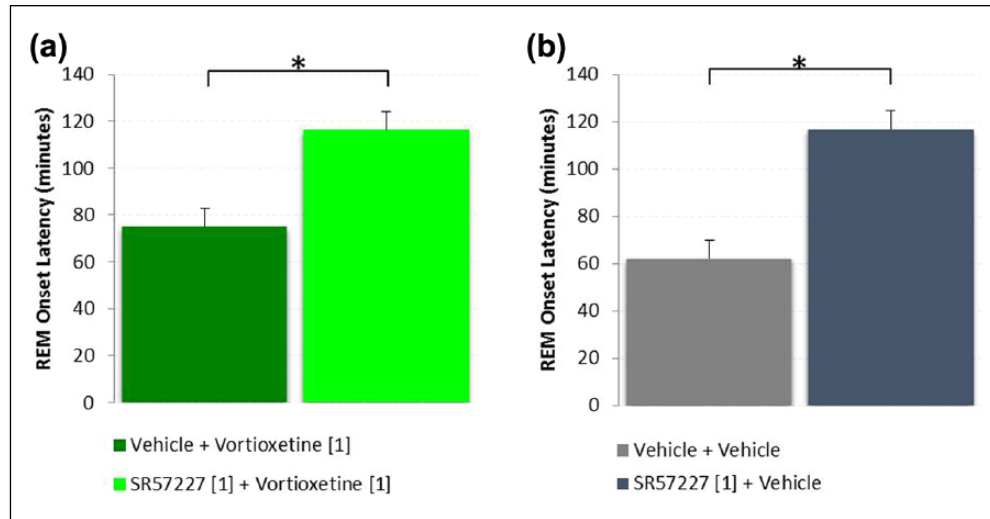 (a)
*
REM Onset Latency (minutes)
140
120
100
80
60
40
20
0
Vehicle + Vortioxetine [1]
SR57227 [1] + Vortioxetine [1]
(b)
*
REM Onset Latency (minutes)
140
120
100
80
60
40
20
0
Vehicle + Vehicle
SR57227 [1] + Vehicle